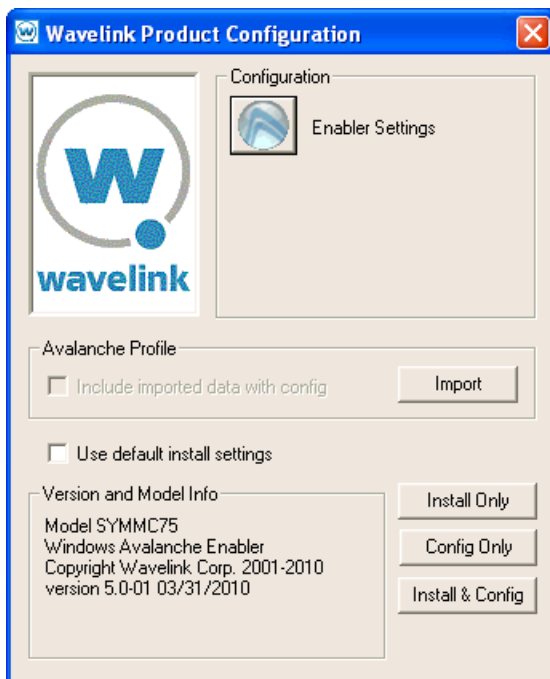 Wavelink Product Configuration
W
wavelink
Configuration
Enabler Settings
Avalanche Profile
Include imported data with config
Import
Use default install settings
Version and Model Info
Model SYMMC75
Windows Avalanche Enabler
Copyright Wavelink Corp. 2001-2010
version 5.0-01 03/31/2010
Install Only
Config Only
Install & Config